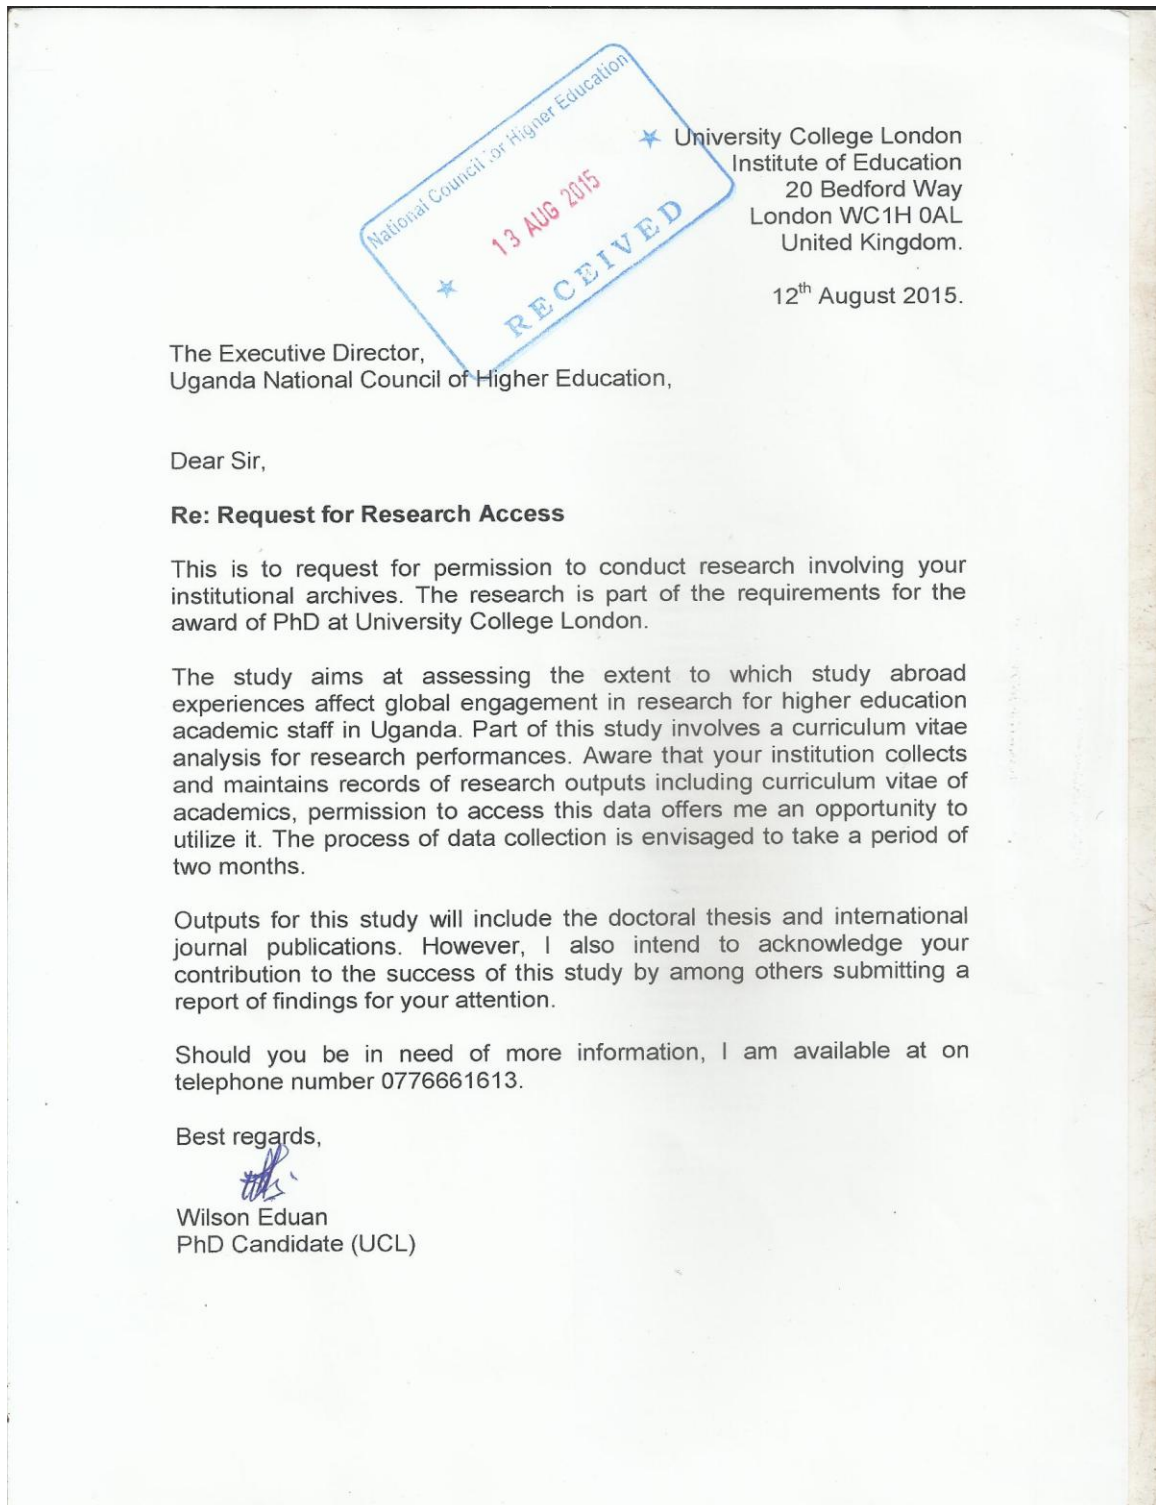 National Council for Higher Education
13 AUG 2015
RECEIVED
University College London
Institute of Education
20 Bedford Way
London WC1H 0AL
United Kingdom.
12th August 2015.
The Executive Director,
Uganda National Council of Higher Education,
Dear Sir,
Re: Request for Research Access
This is to request for permission to conduct research involving your
institutional archives. The research is part of the requirements for the
award of PhD at University College London.
The study aims at assessing the extent to which study abroad
experiences affect global engagement in research for higher education
academic staff in Uganda. Part of this study involves a curriculum vitae
analysis for research performances. Aware that your institution collects
and maintains records of research outputs including curriculum vitae of
academics, permission to access this data offers me an opportunity to
utilize it. The process of data collection is envisaged to take a period of
two months.
Outputs for this study will include the doctoral thesis and international
journal publications. However, I also intend to acknowledge your
contribution to the success of this study by among others submitting a
report of findings for your attention.
Should you be in need of more information, I am available at on
telephone number 0776661613.
Best regards,
Wilson Eduan
PhD Candidate (UCL)